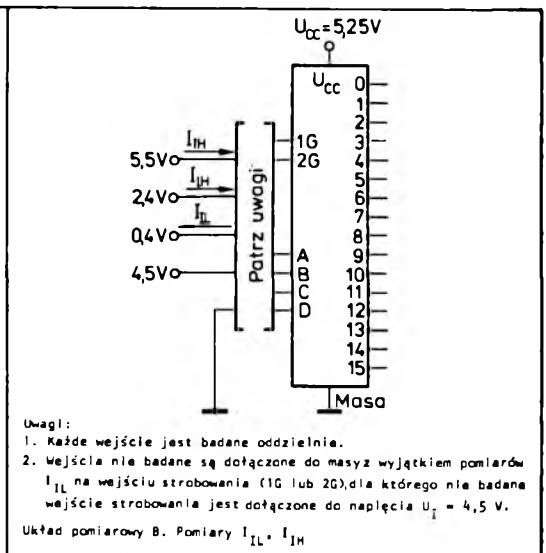 U_CC=5,25V
U_CC
0
1
2
1G 3
2G 4
5
6
7
8
A 9
B 10
C 11
D 12
13
14
15
I_IH
5,5V
I_IH
2,4V
I_IL
0,4V
4,5V
Patrz uwagi
Masa
Uwagi:
1. Każde wejście jest badane oddzielnie.
2. Wejścia nie badane są dołączone do masy z wyjątkiem pomiarów
I_IL na wejściu strobowania (1G lub 2G), dla którego nie badane
wejście strobowania jest dołączone do napięcia U_I = 4,5 V.
Układ pomiarowy B. Pomiary I_IL, I_IH